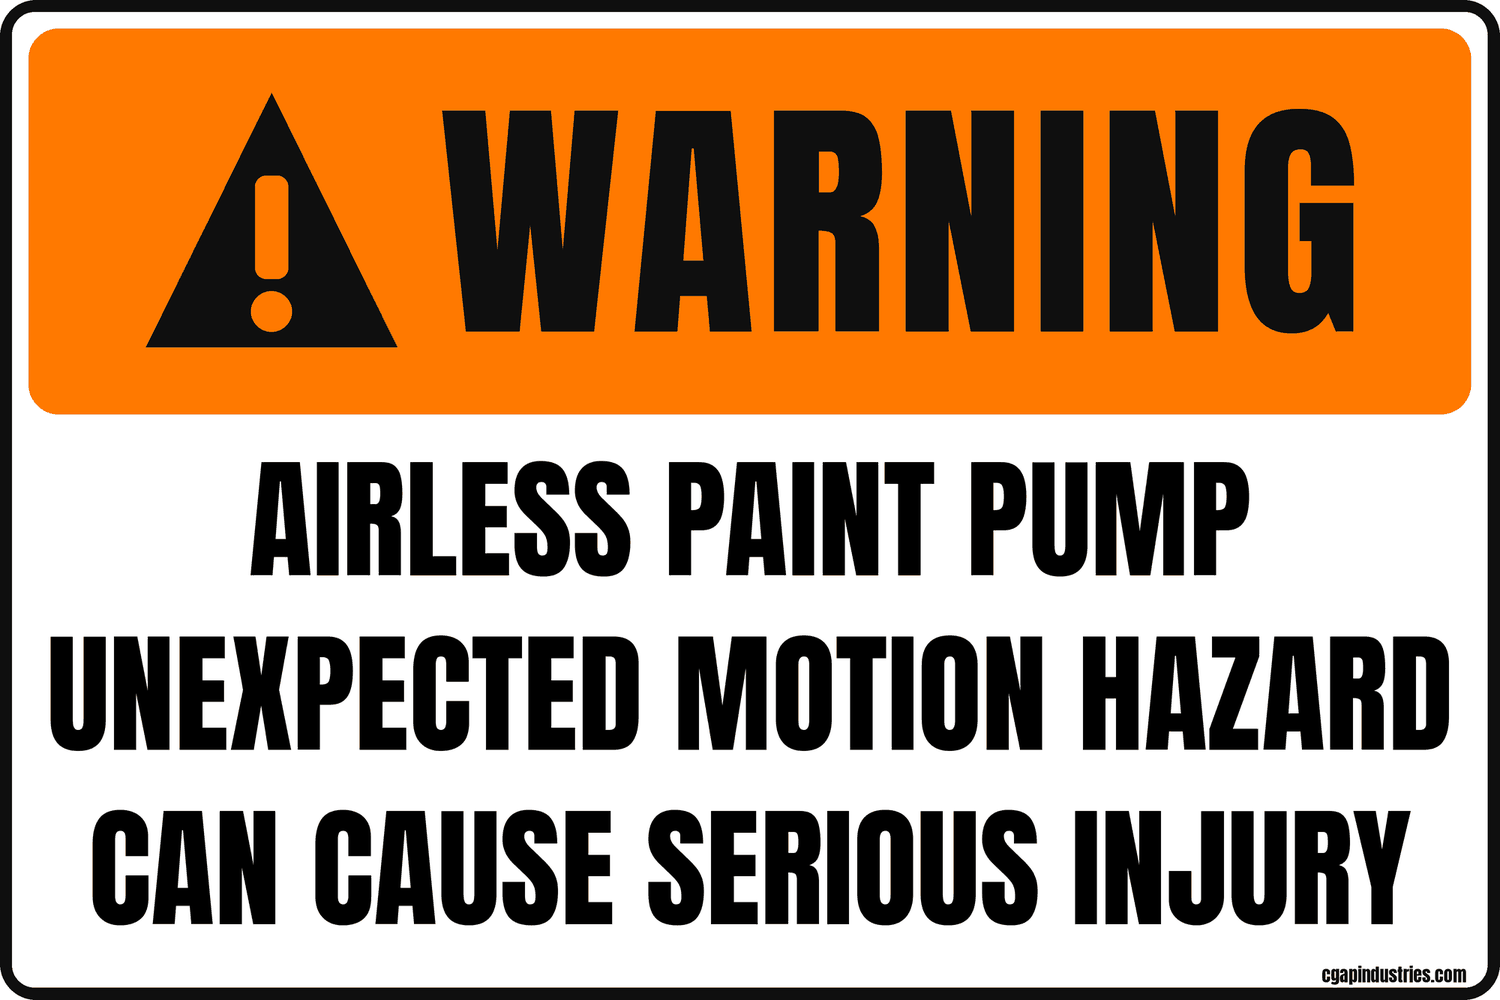 WARNING
AIRLESS PAINT PUMP
UNEXPECTED MOTION HAZARD
CAN CAUSE SERIOUS INJURY
cgapindustries.com